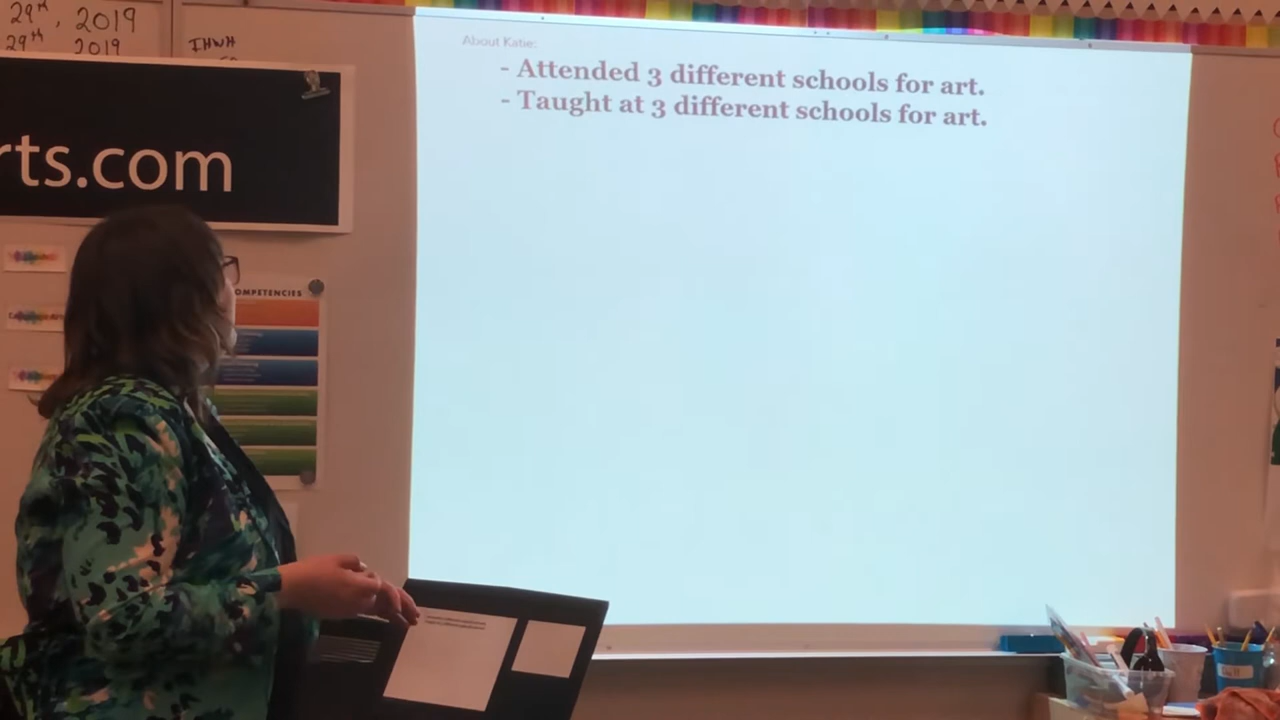 29th, 2019
29th 2019
IHWH
rts.com
OMPETENCIES
About Katie:
- Attended 3 different schools for art.
- Taught at 3 different schools for art.